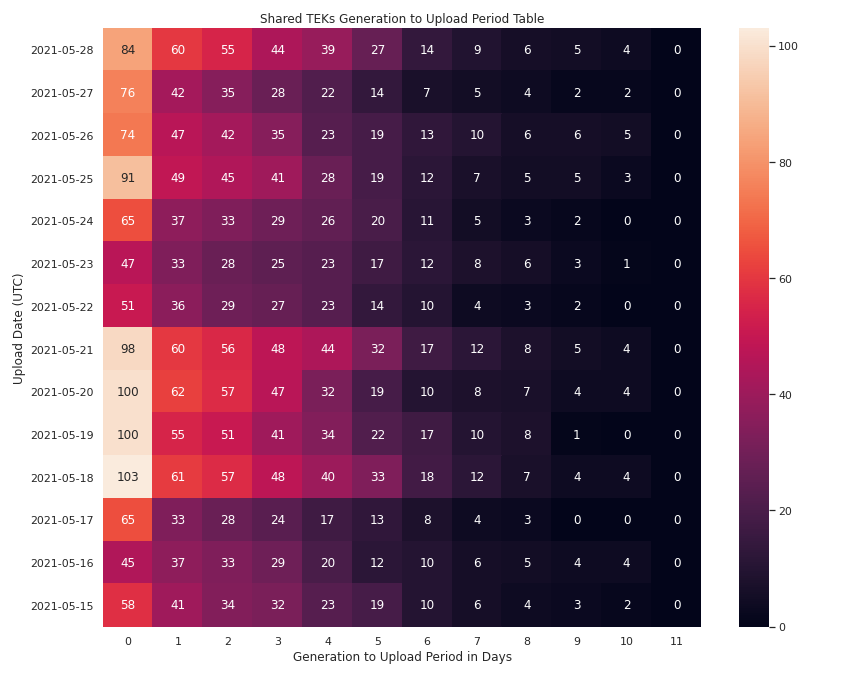 Shared TEKs Generation to Upload Period Table
2021-05-28 84 60 55 44 39 27 14 9 6 5 4 0
2021-05-27 76 42 35 28 22 14 7 5 4 2 2 0
2021-05-26 74 47 42 35 23 19 13 10 6 6 5 0
2021-05-25 91 49 45 41 28 19 12 7 5 5 3 0
2021-05-24 65 37 33 29 26 20 11 5 3 2 0 0
2021-05-23 47 33 28 25 23 17 12 8 6 3 1 0
2021-05-22 51 36 29 27 23 14 10 4 3 2 0 0
2021-05-21 98 60 56 48 44 32 17 12 8 5 4 0
2021-05-20 100 62 57 47 32 19 10 8 7 4 4 0
2021-05-19 100 55 51 41 34 22 17 10 8 1 0 0
2021-05-18 103 61 57 48 40 33 18 12 7 4 4 0
2021-05-17 65 33 28 24 17 13 8 4 3 0 0 0
2021-05-16 45 37 33 29 20 12 10 6 5 4 4 0
2021-05-15 58 41 34 32 23 19 10 6 4 3 2 0
0 1 2 3 4 5 6 7 8 9 10 11
Generation to Upload Period in Days
Upload Date (UTC)
100
80
60
40
20
0